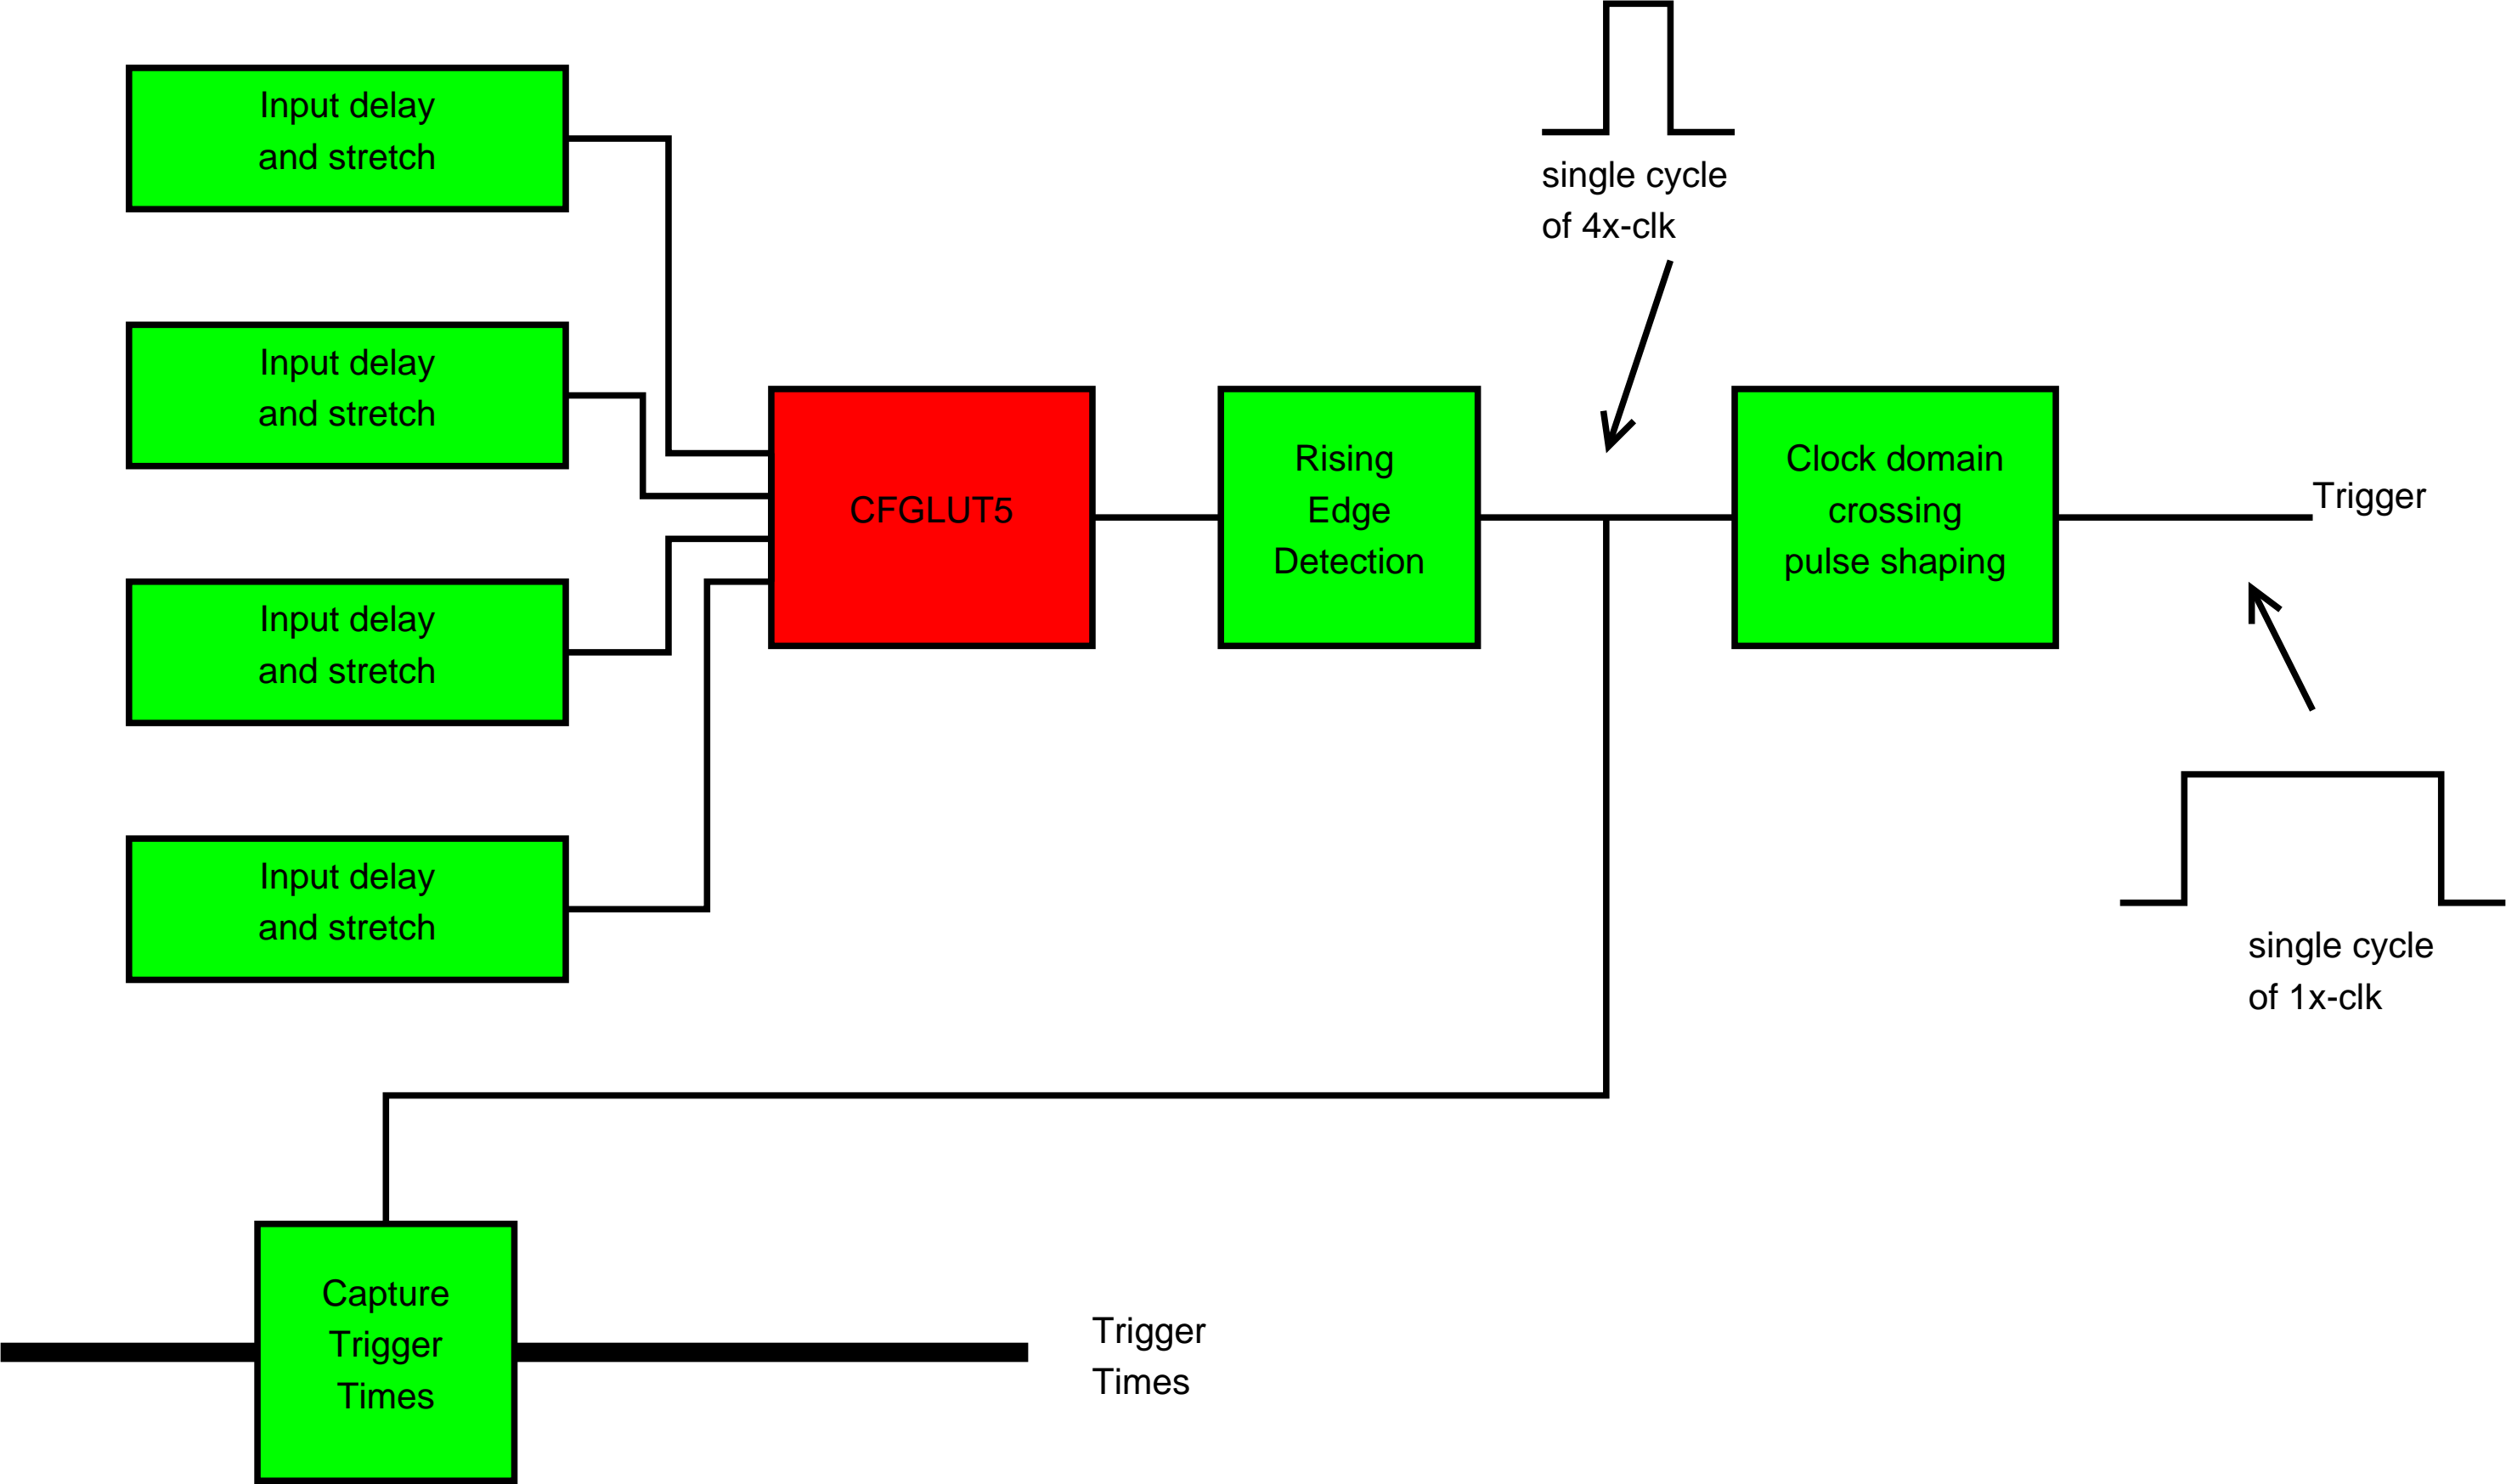 Input delay
and stretch
Input delay
and stretch
Input delay
and stretch
Input delay
and stretch
CFGLUT5
Rising
Edge
Detection
single cycle
of 4x-clk
Clock domain
crossing
pulse shaping
Trigger
single cycle
of 1x-clk
Capture
Trigger
Times
Trigger
Times